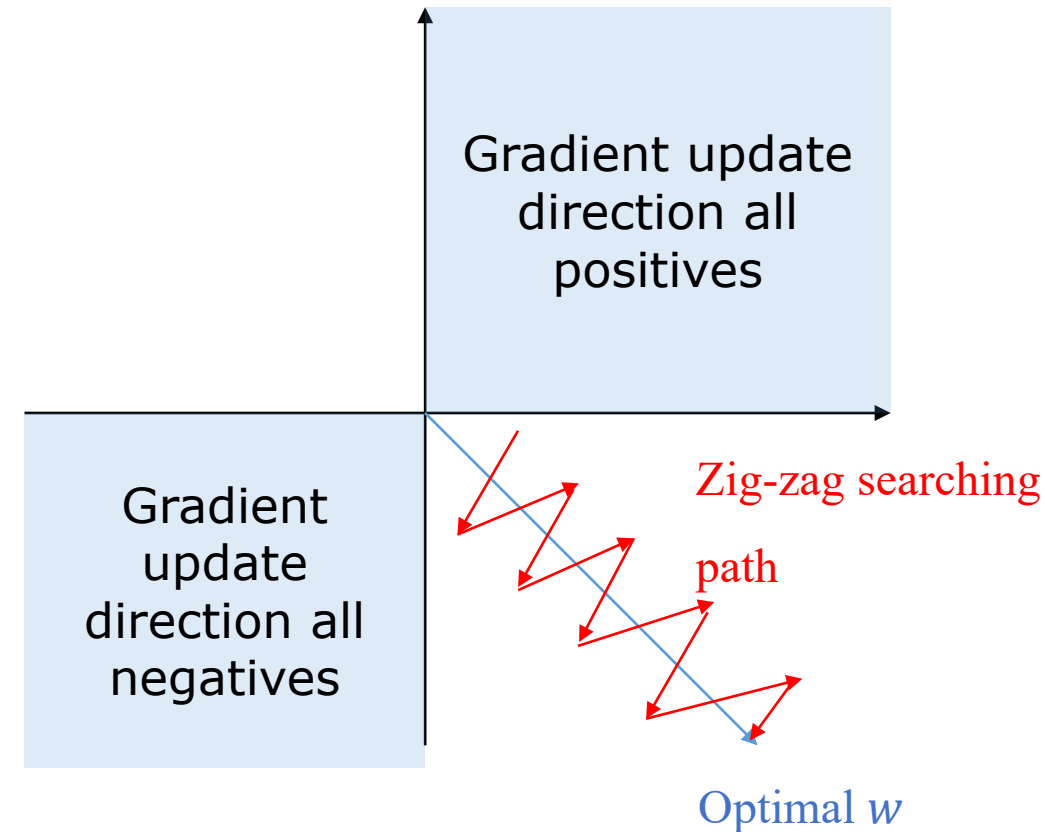 Gradient update
direction all
positives
Gradient
update
direction all
negatives
Zig-zag searching
path
Optimal w